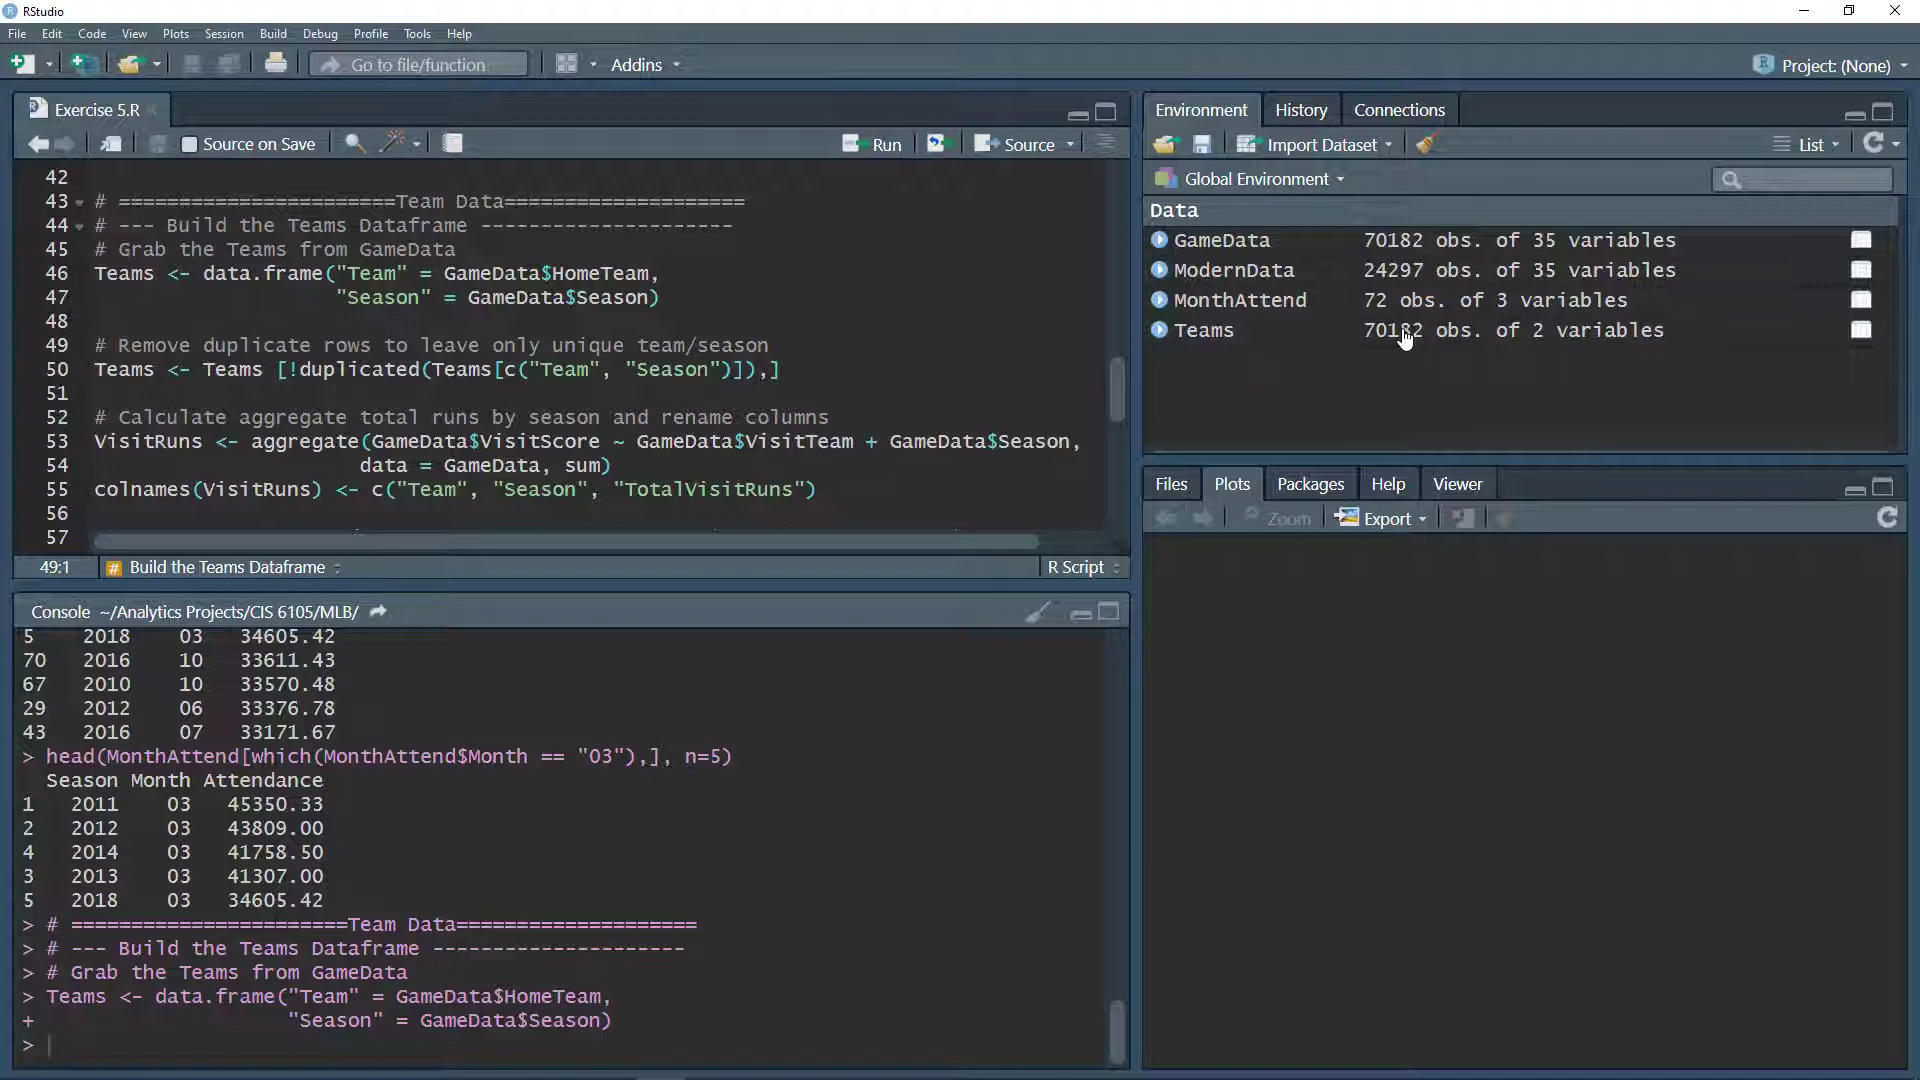 RStudio
File Edit Code View Plots Session Build Debug Profile Tools Help
Go to file/function Addins Project: (None)
Exercise 5.R
Source on Save Run Source
42
43 # =======================Team Data====================
44 # --- Build the Teams Dataframe ---------------------
45 # Grab the Teams from GameData
46 Teams <- data.frame("Team" = GameData$HomeTeam,
47 "Season" = GameData$Season)
48
49 # Remove duplicate rows to leave only unique team/season
50 Teams <- Teams [!duplicated(Teams[c("Team", "Season")]),]
51
52 # Calculate aggregate total runs by season and rename columns
53 VisitRuns <- aggregate(GameData$VisitScore ~ GameData$VisitTeam + GameData$Season,
54 data = GameData, sum)
55 colnames(VisitRuns) <- c("Team", "Season", "TotalVisitRuns")
56
57
49:1 # Build the Teams Dataframe R Script
Console ~/Analytics Projects/CIS 6105/MLB/
5 2018 03 34605.42
70 2016 10 33611.43
67 2010 10 33570.48
29 2012 06 33376.78
43 2016 07 33171.67
> head(MonthAttend[which(MonthAttend$Month == "03"),], n=5)
Season Month Attendance
1 2011 03 45350.33
2 2012 03 43809.00
4 2014 03 41758.50
3 2013 03 41307.00
5 2018 03 34605.42
> # =======================Team Data====================
> # --- Build the Teams Dataframe ---------------------
> # Grab the Teams from GameData
> Teams <- data.frame("Team" = GameData$HomeTeam,
+ "Season" = GameData$Season)
>
Environment History Connections
Import Dataset List
Global Environment
Data
GameData 70182 obs. of 35 variables
ModernData 24297 obs. of 35 variables
MonthAttend 72 obs. of 3 variables
Teams 70182 obs. of 2 variables
Files Plots Packages Help Viewer
Zoom Export